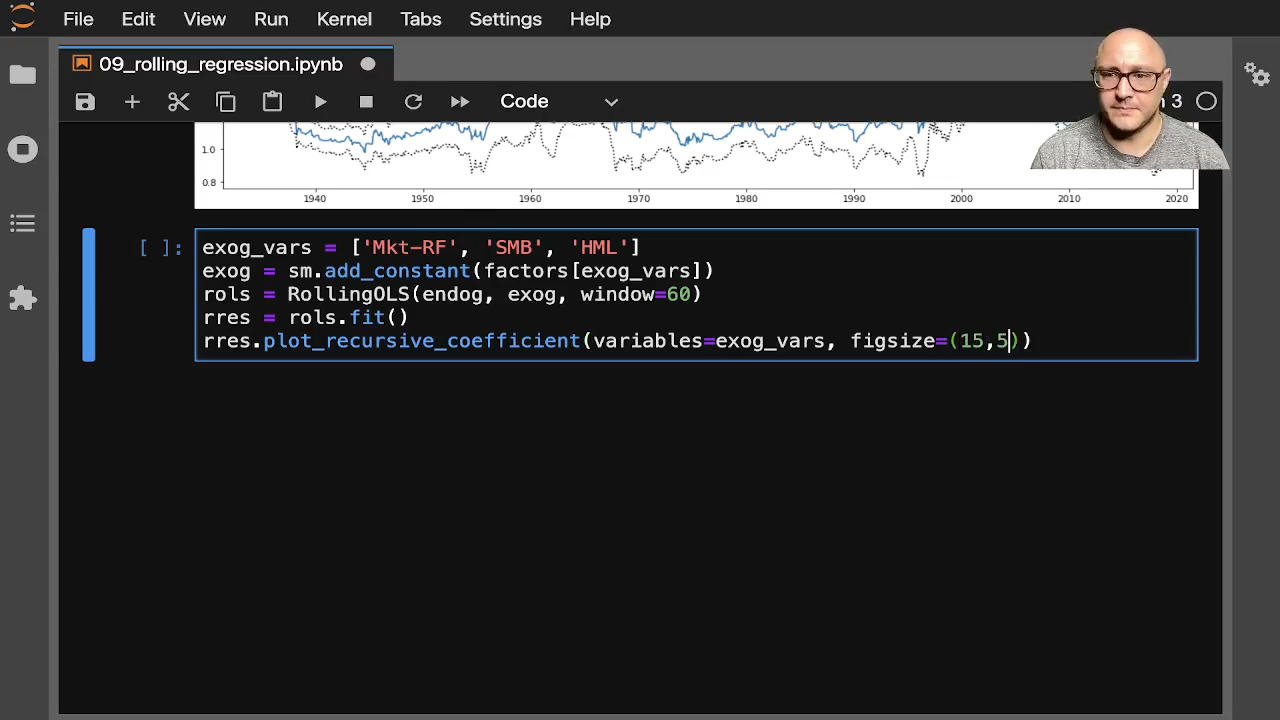 File Edit View Run Kernel Tabs Settings Help
09_rolling_regression.ipynb
Code
3
1.0
0.8
1940 1950 1960 1970 1980 1990 2000 2010 2020
[ ]: exog_vars = ['Mkt-RF', 'SMB', 'HML']
exog = sm.add_constant(factors[exog_vars])
rols = RollingOLS(endog, exog, window=60)
rres = rols.fit()
rres.plot_recursive_coefficient(variables=exog_vars, figsize=(15,5))